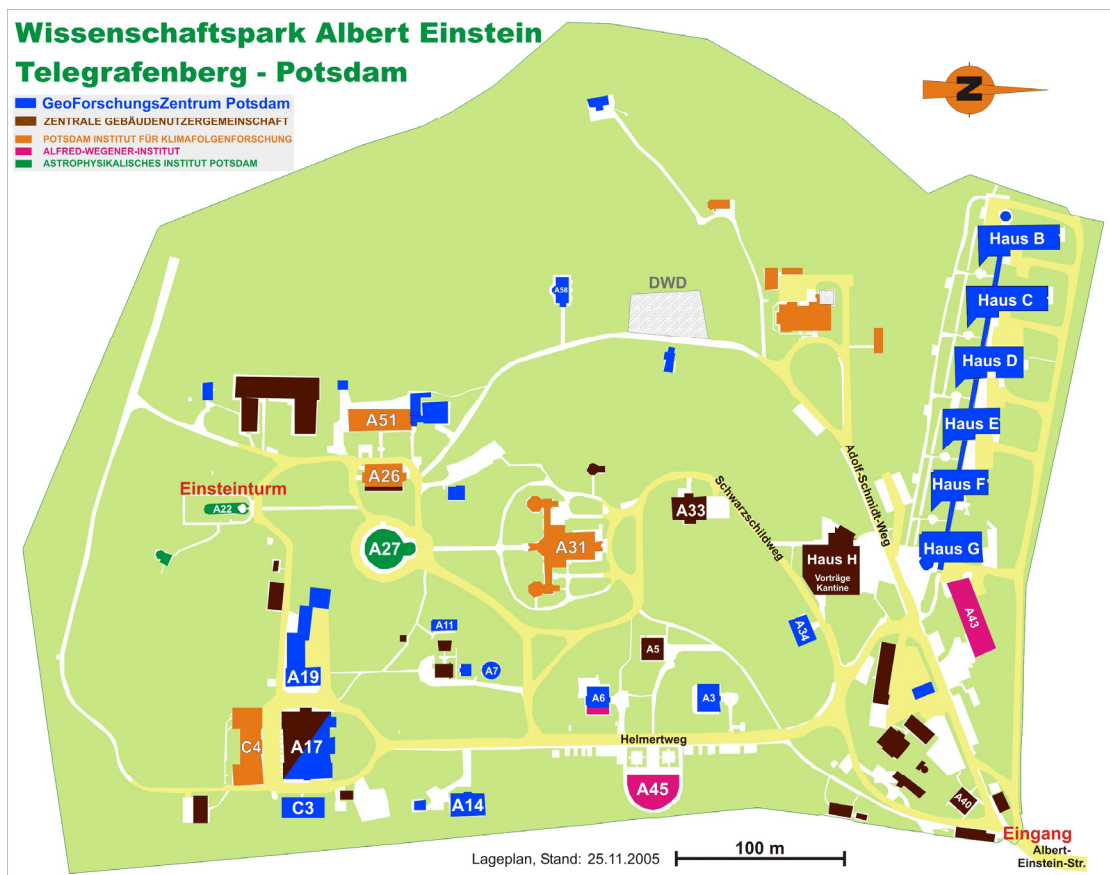 Wissenschaftspark Albert Einstein
Telegrafenberg - Potsdam
GeoForschungsZentrum Potsdam
ZENTRALE GEBÄUDENUTZERGEMEINSCHAFT
POTSDAM INSTITUT FÜR KLIMAFOLGENFORSCHUNG
ALFRED-WEGENER-INSTITUT
ASTROPHYSIKALISCHES INSTITUT POTSDAM
N
Haus B
DWD
A58
Haus C
Haus D
A51
Haus E
Adolf-Schmidt-Weg
A26
Einsteinturm
Schwarzschildweg
Haus F
A22
A33
A27
A31
Haus G
Haus H
Vorträge
Kantine
A43
A11
A34
A5
A7
A19
A6
A3
C4
A17
Helmertweg
A45
C3
A14
A40
Eingang
Albert-
Einstein-Str.
Lageplan, Stand: 25.11.2005
100 m